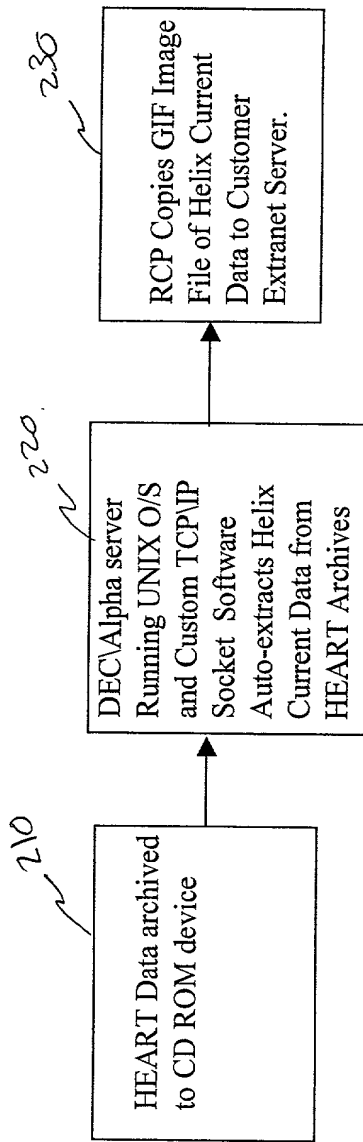 210
HEART Data archived
to CD ROM device
220.
DEC\Alpha server
Running UNIX O/S
and Custom TCP\IP
Socket Software
Auto-extracts Helix
Current Data from
HEART Archives
230
RCP Copies GIF Image
File of Helix Current
Data to Customer
Extranet Server.